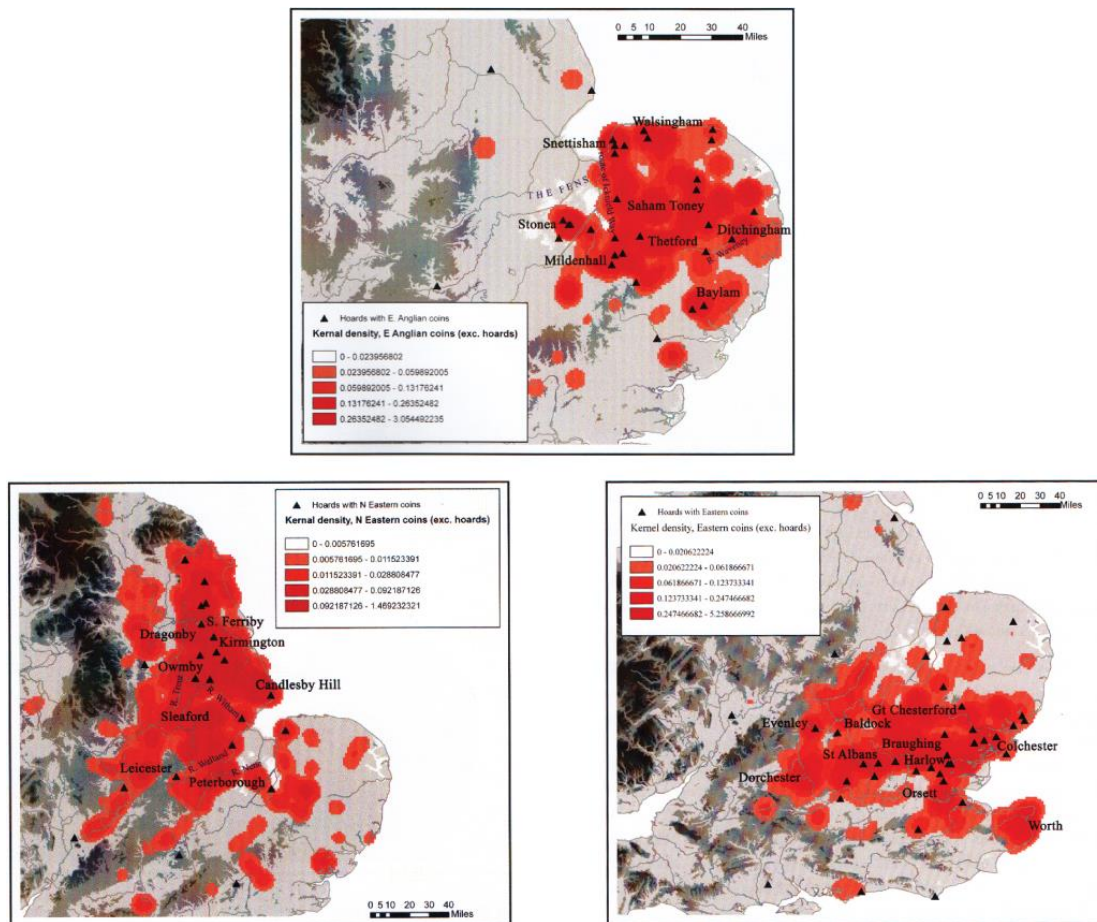 0 5 10 20 30 40
Miles
Walsingham
Snettisham
THE FENS
Saham Toney
Stonea
Ditchingham
Thetford
R. Waveney
Mildenhall
Baylam
Hoards with E. Anglian coins
Kernal density, E Anglian coins (exc. hoards)
0 - 0.023956802
0.023956802 - 0.059892005
0.059892005 - 0.13176241
0.13176241 - 0.26352482
0.26352482 - 3.054492235
Hoards with N Eastern coins
Kernal density, N Eastern coins (exc. hoards)
0 - 0.005761695
0.005761695 - 0.011523391
0.011523391 - 0.028808477
0.028808477 - 0.092187126
0.092187126 - 1.469232321
S. Ferriby
Dragonby
Kirmington
Owmby
R. Trent
Candlesby Hill
R. Witham
Sleaford
R. Welland
Leicester
R. Nene
Peterborough
0 5 10 20 30 40
Miles
Hoards with Eastern coins
Kernal density, Eastern coins (exc. hoards)
0 - 0.020622224
0.020622224 - 0.061866671
0.061866671 - 0.123733341
0.123733341 - 0.247466682
0.247466682 - 5.258666992
0 5 10 20 30 40
Miles
Gt Chesterford
Evenley
Baldock
Braughing
Colchester
St Albans
Harlow
Dorchester
Orsett
Worth